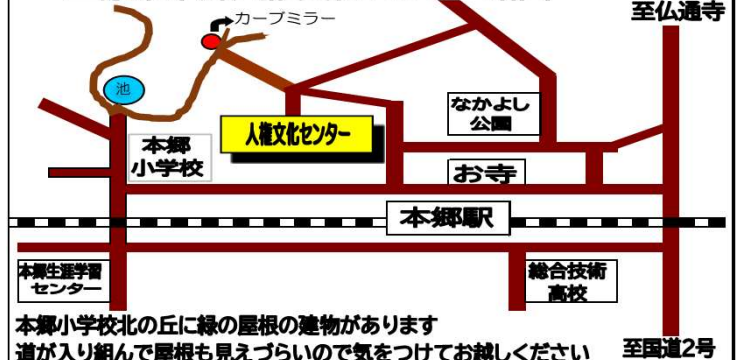 至仏通寺
カーブミラー
池
なかよし
公園
人権文化センター
本郷
小学校
お寺
本郷駅
本郷生涯学習
センター
総合技術
高校
本郷小学校北の丘に緑の屋根の建物があります
道が入り組んで屋根も見えづらいので気をつけてお越しください
至国道2号